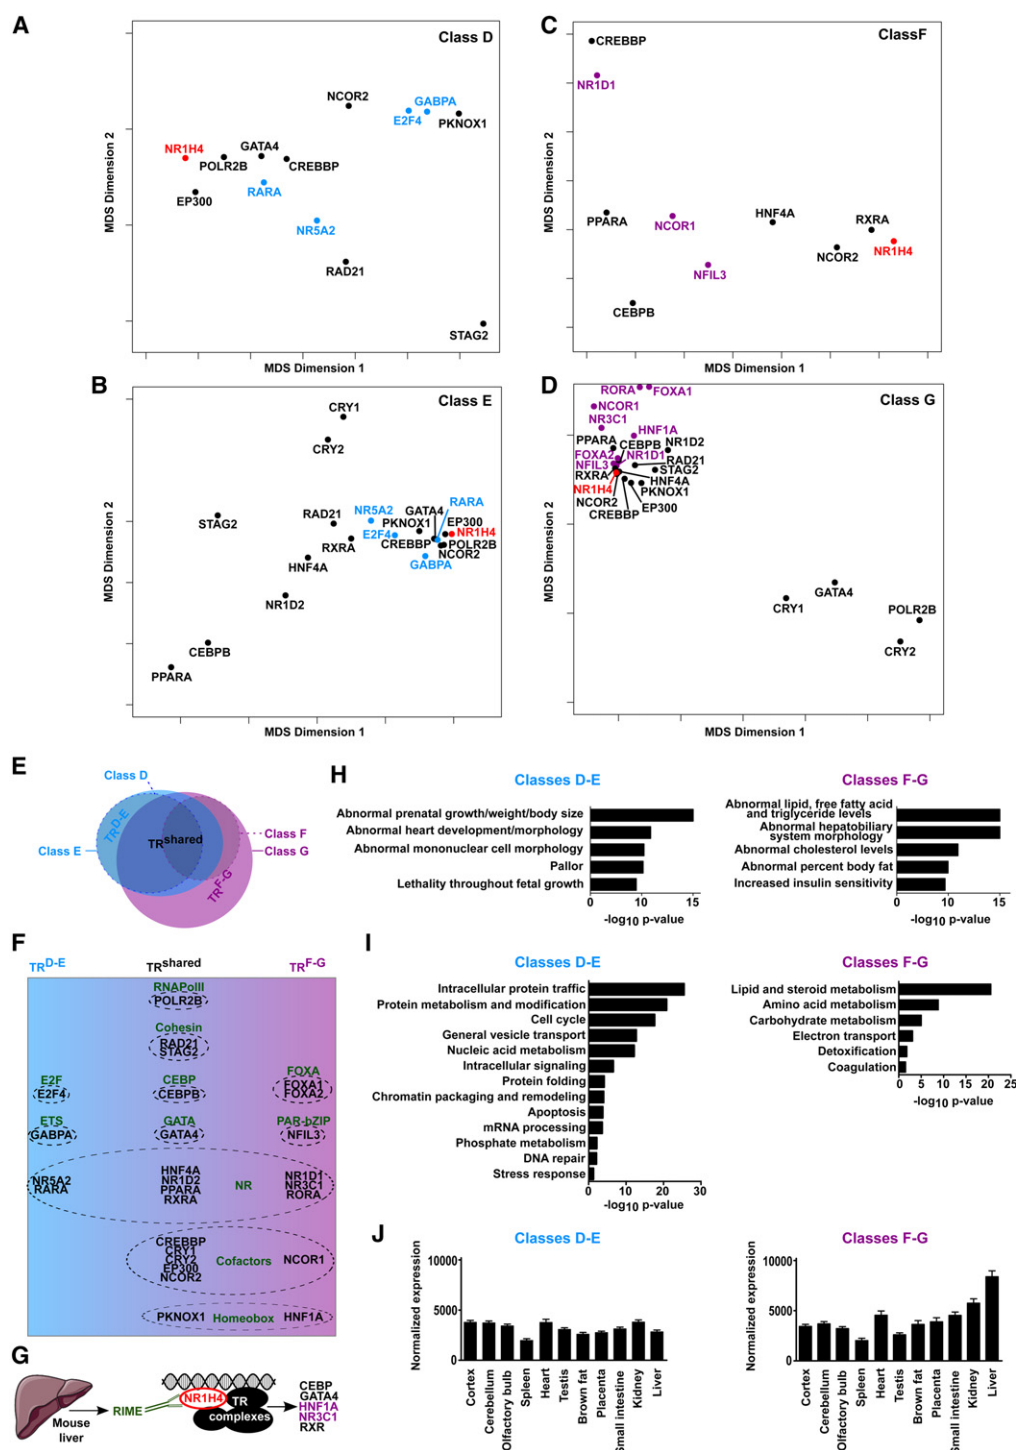 A
Class D
NCOR2
GABPA
E2F4
PKNOX1
NR1H4
GATA4
POLR2B
CREBBP
EP300
RARA
NR5A2
RAD21
STAG2
MDS Dimension 2
MDS Dimension 1
C
ClassF
CREBBP
NR1D1
PPARA
NCOR1
HNF4A
RXRA
NCOR2
NR1H4
NFIL3
CEBPB
MDS Dimension 2
MDS Dimension 1
B
Class E
CRY1
CRY2
STAG2
RAD21
NR5A2
GATA4
RARA
PKNOX1
EP300
E2F4
NR1H4
RXRA
CREBBP
POLR2B
NCOR2
HNF4A
GABPA
NR1D2
CEBPB
PPARA
MDS Dimension 2
MDS Dimension 1
D
Class G
RORA
FOXA1
NCOR1
NR3C1
HNF1A
PPARA
CEBPB
NR1D2
FOXA2
NR1D1
RAD21
NFIL3
STAG2
RXRA
HNF4A
NR1H4
PKNOX1
NCOR2
EP300
CREBBP
GATA4
CRY1
POLR2B
CRY2
MDS Dimension 2
MDS Dimension 1
E
Class D
TR D-E
TR shared
Class F
Class E
Class G
TR F-G
F
TR D-E
TR shared
TR F-G
RNAPolII
POLR2B
Cohesin
RAD21
STAG2
E2F
E2F4
CEBP
CEBPB
FOXA
FOXA1
FOXA2
ETS
GABPA
GATA
GATA4
PAR-bZIP
NFIL3
NR5A2
RARA
HNF4A
NR1D2
PPARA
RXRA
NR
NR1D1
NR3C1
RORA
CREBBP
CRY1
CRY2
EP300
NCOR2
Cofactors
NCOR1
PKNOX1
Homeobox
HNF1A
G
Mouse
liver
RIME
NR1H4
TR
complexes
CEBP
GATA4
HNF1A
NR3C1
RXR
H
Classes D-E
Abnormal prenatal growth/weight/body size
Abnormal heart development/morphology
Abnormal mononuclear cell morphology
Pallor
Lethality throughout fetal growth
0 10 15
-log10 p-value
Classes F-G
Abnormal lipid, free fatty acid
and triglyceride levels
Abnormal hepatobiliary
system morphology
Abnormal cholesterol levels
Abnormal percent body fat
Increased insulin sensitivity
0 10 15
-log10 p-value
I
Classes D-E
Intracellular protein traffic
Protein metabolism and modification
Cell cycle
General vesicle transport
Nucleic acid metabolism
Intracellular signaling
Protein folding
Chromatin packaging and remodeling
Apoptosis
mRNA processing
Phosphate metabolism
DNA repair
Stress response
0 10 20 30
-log10 p-value
Classes F-G
Lipid and steroid metabolism
Amino acid metabolism
Carbohydrate metabolism
Electron transport
Detoxification
Coagulation
0 5 10 15 20 25
-log10 p-value
J
Classes D-E
Normalized expression
10000
5000
0
Cortex
Cerebellum
Olfactory bulb
Spleen
Heart
Testis
Brown fat
Placenta
Small intestine
Kidney
Liver
Classes F-G
Normalized expression
10000
5000
0
Cortex
Cerebellum
Olfactory bulb
Spleen
Heart
Testis
Brown fat
Placenta
Small intestine
Kidney
Liver